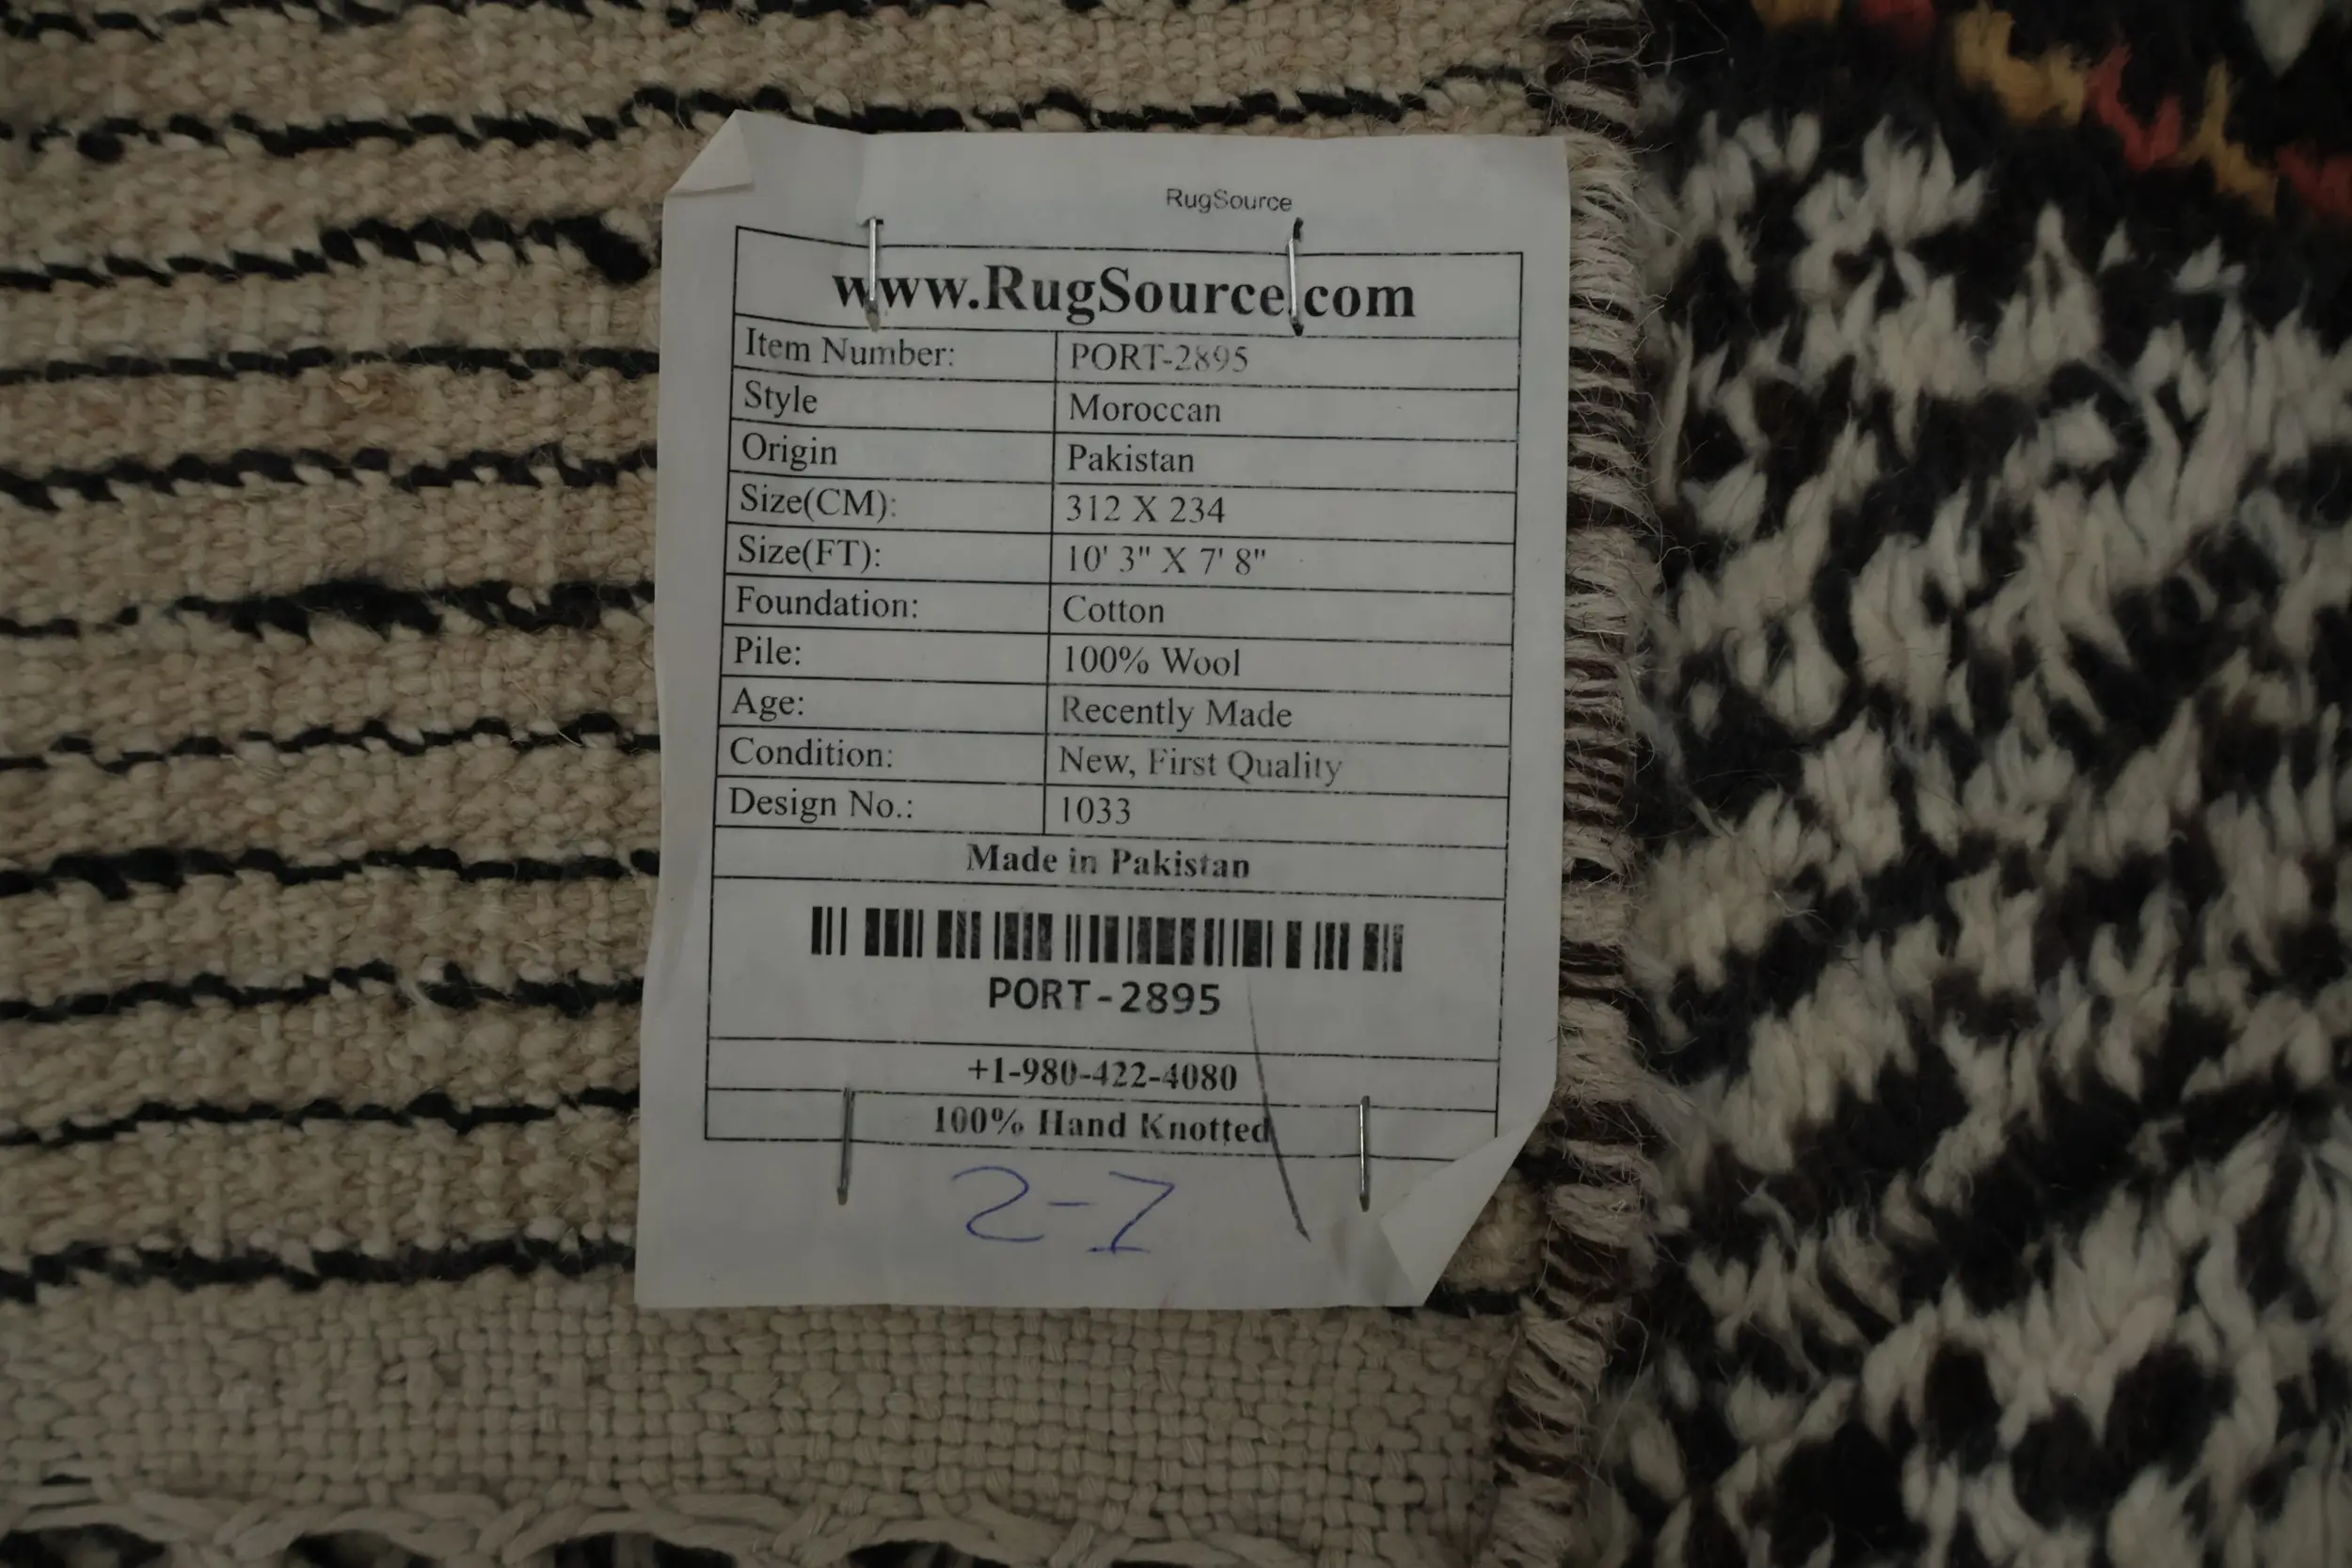 RugSource
www.RugSource.com
Item Number: PORT-2895
Style Moroccan
Origin Pakistan
Size(CM): 312 X 234
Size(FT): 10' 3" X 7' 8"
Foundation: Cotton
Pile: 100% Wool
Age: Recently Made
Condition: New, First Quality
Design No.: 1033
Made in Pakistan
PORT-2895
+1-980-422-4080
100% Hand Knotted